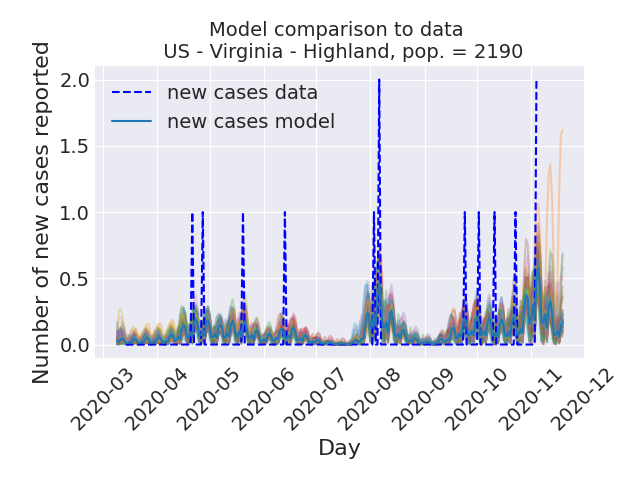 Model comparison to data
US - Virginia - Highland, pop. = 2190
Number of new cases reported
2.0
1.5
1.0
0.5
0.0
new cases data
new cases model
2020-03
2020-04
2020-05
2020-06
2020-07
2020-08
2020-09
2020-10
2020-11
2020-12
Day